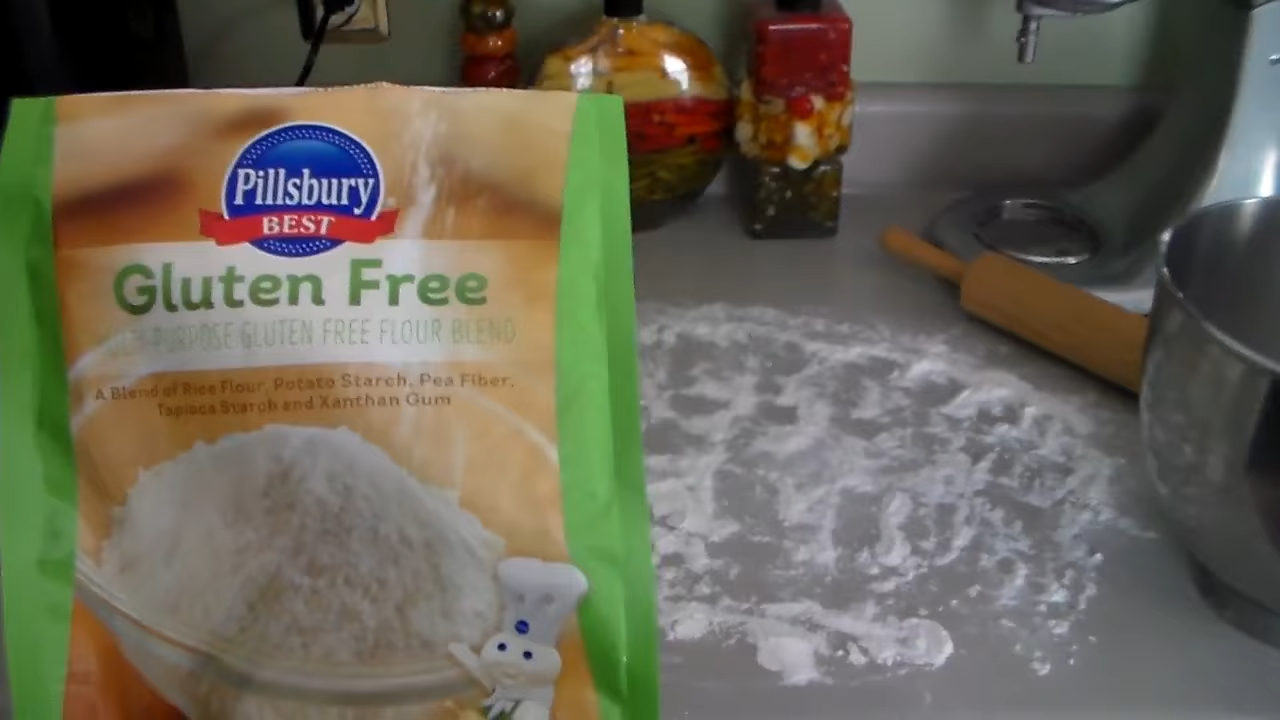 Pillsbury
BEST
Gluten Free
PURPOSE GLUTEN FREE FLOUR BLEND
A Blend of Rice Flour, Potato Starch, Pea Fiber,
Tapioca Starch and Xanthan Gum